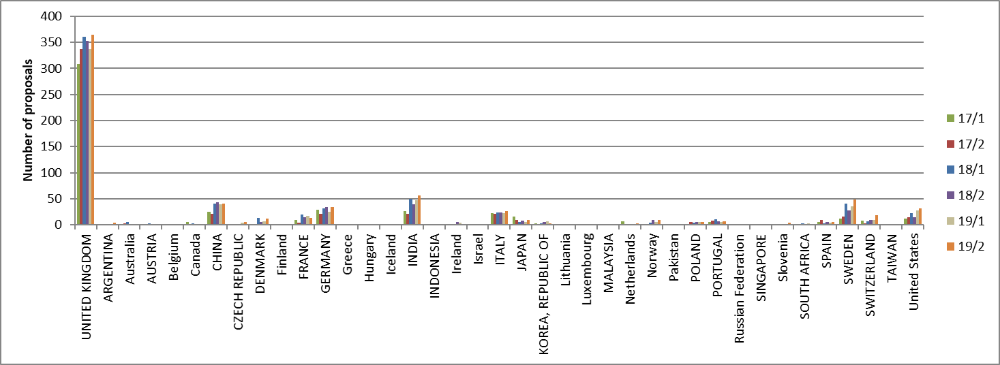 400
350
300
250
200
150
100
50
0
Number of proposals
UNITED KINGDOM
ARGENTINA
Australia
AUSTRIA
Belgium
Canada
CHINA
CZECH REPUBLIC
DENMARK
Finland
FRANCE
GERMANY
Greece
Hungary
Iceland
INDIA
INDONESIA
Ireland
Israel
ITALY
JAPAN
KOREA, REPUBLIC OF
Lithuania
Luxembourg
MALAYSIA
Netherlands
Norway
Pakistan
POLAND
PORTUGAL
Russian Federation
SINGAPORE
Slovenia
SOUTH AFRICA
SPAIN
SWEDEN
SWITZERLAND
TAIWAN
United States
17/1
17/2
18/1
18/2
19/1
19/2